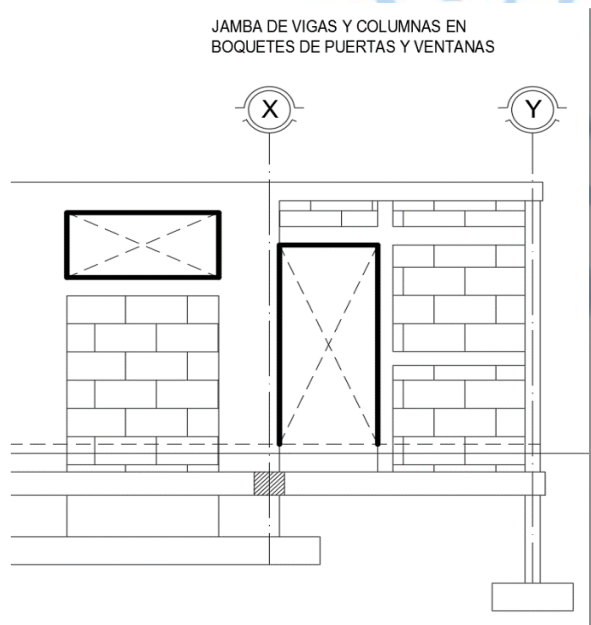 JAMBA DE VIGAS Y COLUMNAS EN
BOQUETES DE PUERTAS Y VENTANAS
X
Y